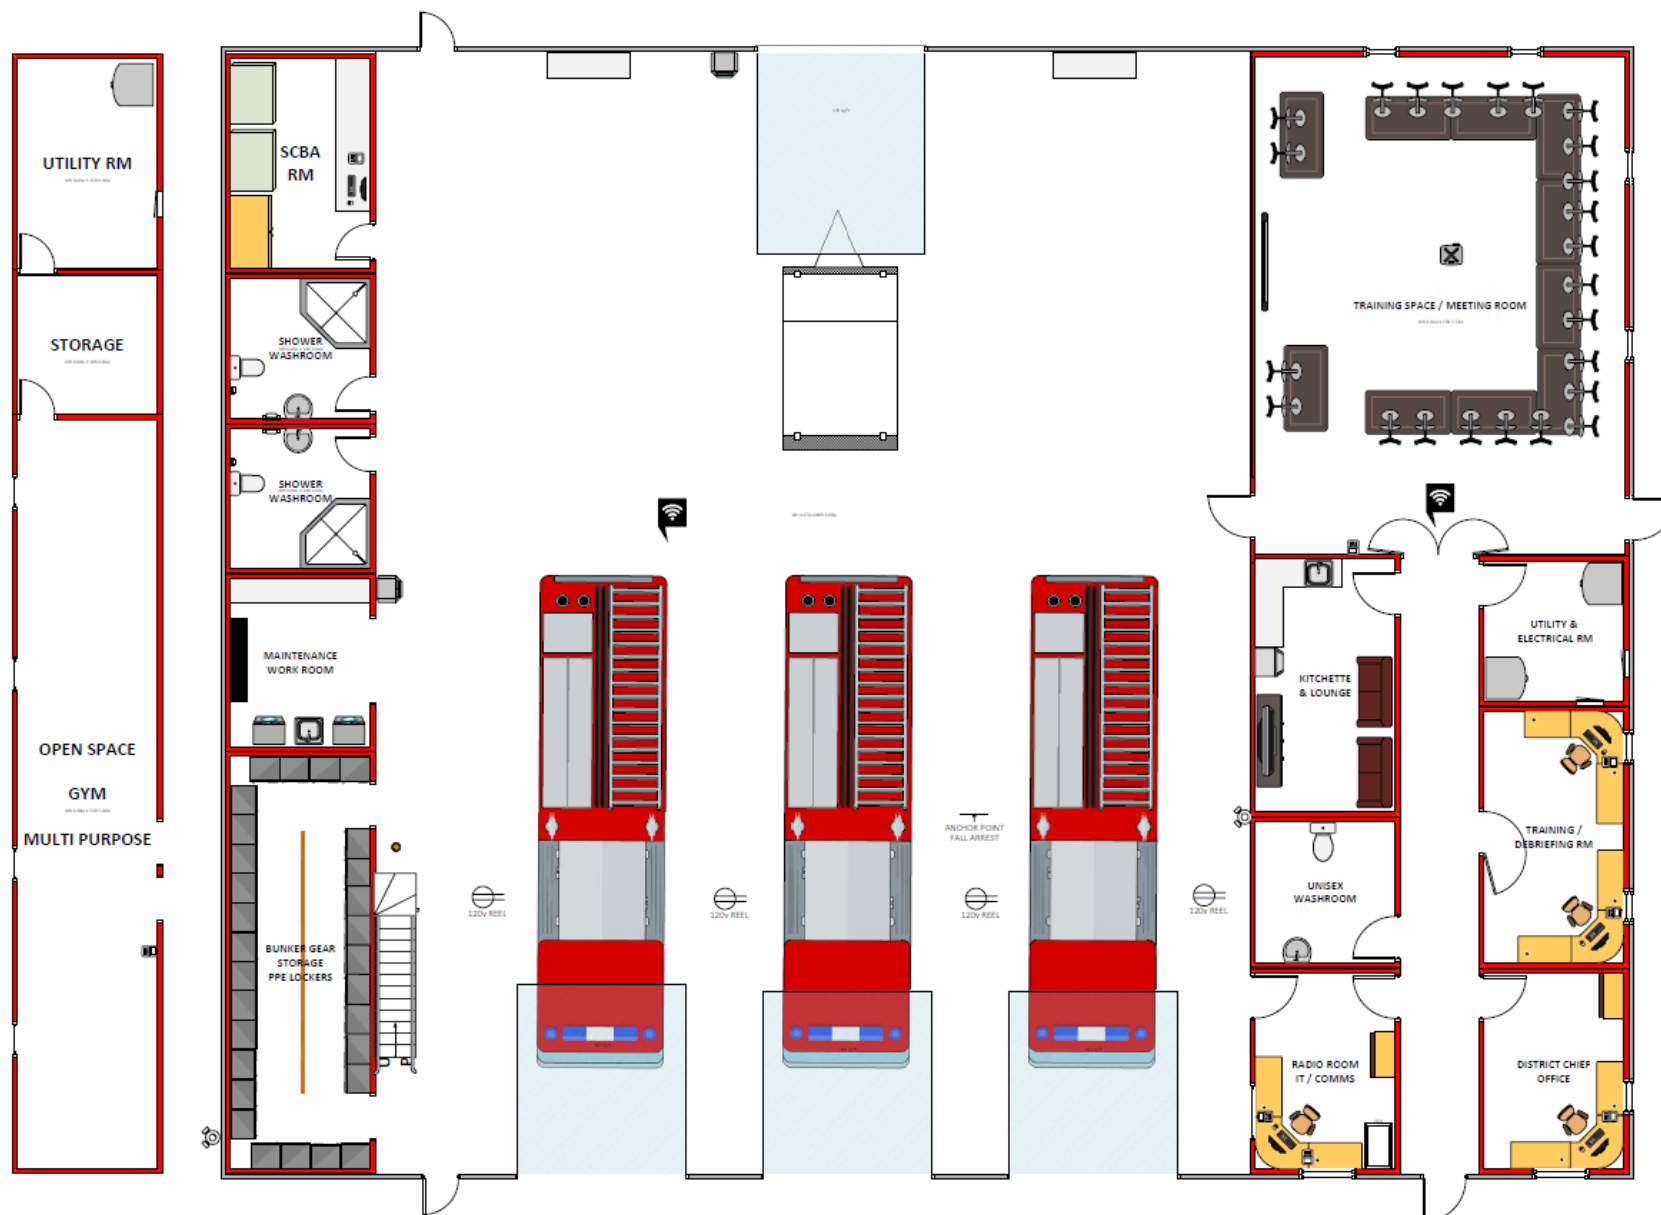 UTILITY RM
STORAGE
OPEN SPACE
GYM
MULTI PURPOSE
SCBA
RM
SHOWER
WASHROOM
SHOWER
WASHROOM
MAINTENANCE
WORK ROOM
BUNKER GEAR
STORAGE
PPE LOCKERS
120v REEL
120v REEL
ANCHOR POINT
FALL ARREST
120v REEL
120v REEL
TRAINING SPACE / MEETING ROOM
KITCHETTE
& LOUNGE
UTILITY &
ELECTRICAL RM
TRAINING /
DEBRIEFING RM
UNISEX
WASHROOM
RADIO ROOM
IT / COMMS
DISTRICT CHIEF
OFFICE